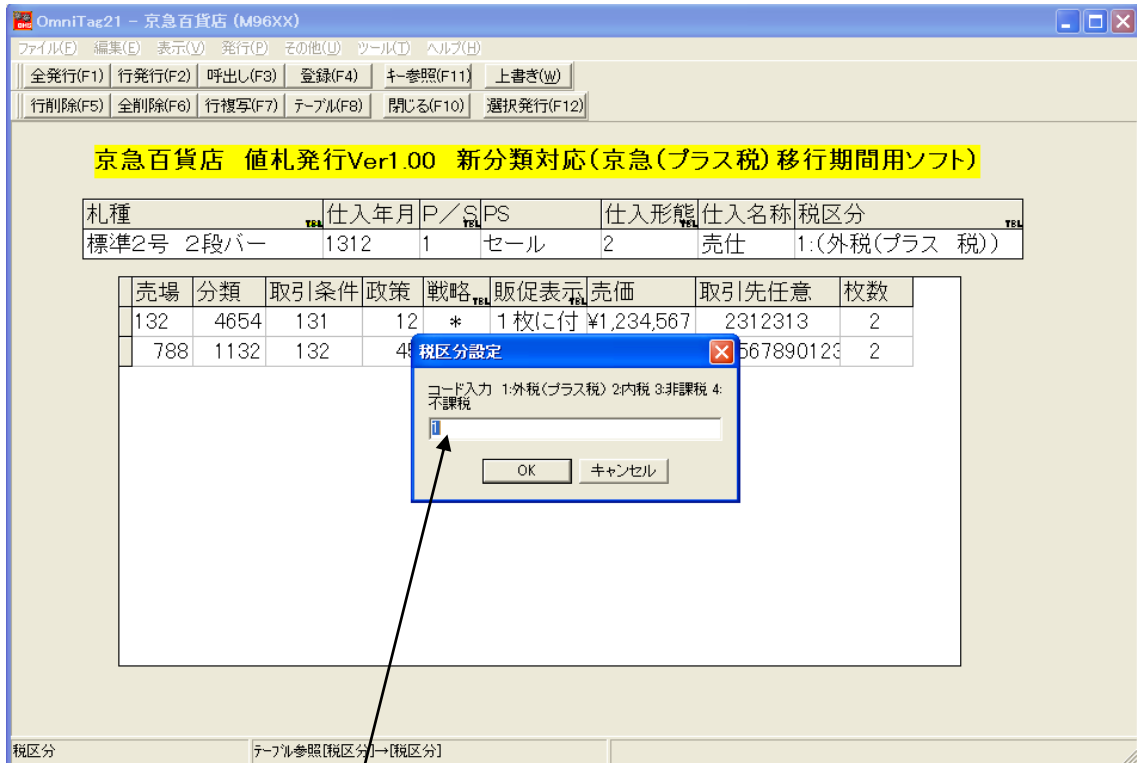 OmniTag21 - 京急百貨店 (M96XX)
ファイル(F) 編集(E) 表示(V) 発行(P) その他(U) ツール(T) ヘルプ(H)
全発行(F1) 行発行(F2) 呼出し(F3) 登録(F4) キー参照(F11) 上書き(W)
行削除(F5) 全削除(F6) 行複写(F7) テーブル(F8) 閉じる(F10) 選択発行(F12)
京急百貨店 値札発行Ver1.00 新分類対応(京急(プラス税)移行期間用ソフト)
札種 TBL 仕入年月 P/S TBL PS 仕入形態 TBL 仕入名称 税区分 TBL
標準2号 2段バー 1312 1 セール 2 売仕 1:(外税(プラス 税))
売場 分類 取引条件 政策 戦略 TBL 販促表示 TBL 売価 取引先任意 枚数
132 4654 131 12 * 1枚に付 ¥1,234,567 2312313 2
788 1132 132 45 567890123 2
税区分設定
コード入力 1:外税(プラス税) 2:内税 3:非課税 4:
不課税
1
OK キャンセル
税区分 テーブル参照[税区分]→[税区分]